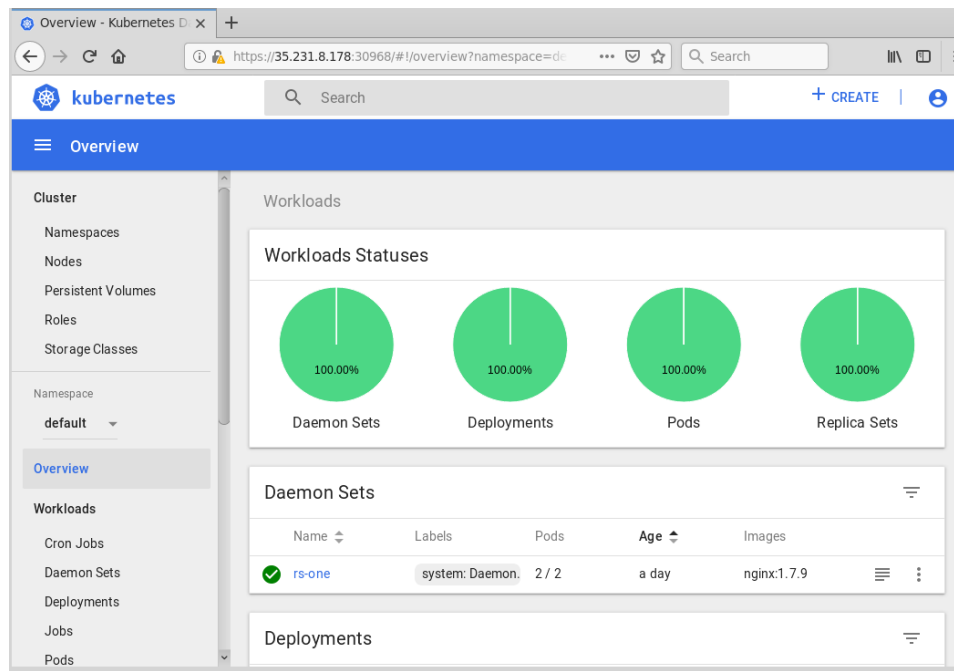 Overview - Kubernetes D
https://35.231.8.178:30968/#!/overview?namespace=de
Search
kubernetes
Search
+ CREATE
Overview
Cluster
Namespaces
Nodes
Persistent Volumes
Roles
Storage Classes
Namespace
default
Overview
Workloads
Cron Jobs
Daemon Sets
Deployments
Jobs
Pods
Workloads
Workloads Statuses
100.00% 100.00% 100.00% 100.00%
Daemon Sets Deployments Pods Replica Sets
Daemon Sets
Name Labels Pods Age Images
rs-one system: Daemon. 2 / 2 a day nginx:1.7.9
Deployments